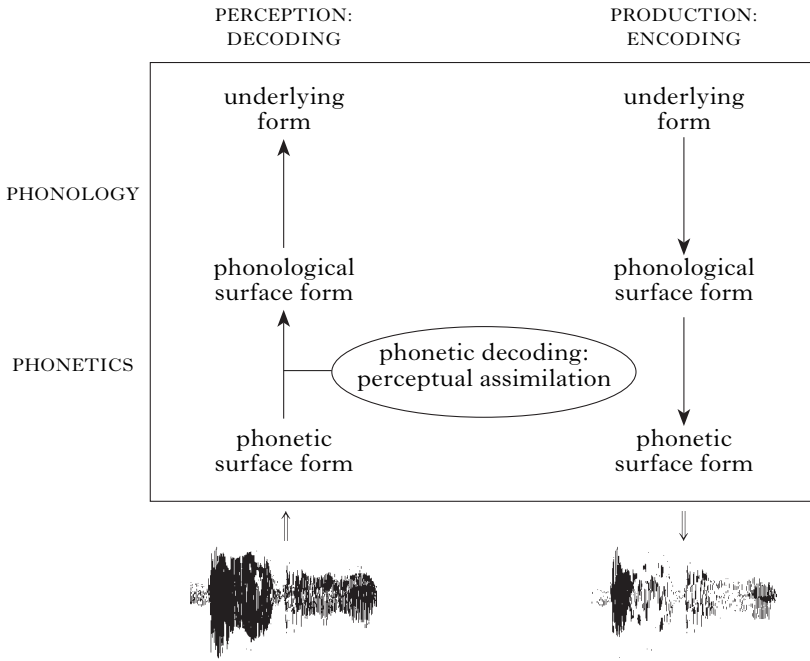 PERCEPTION:
DECODING
PRODUCTION:
ENCODING
underlying
form
underlying
form
PHONOLOGY
phonological
surface form
phonological
surface form
PHONETICS
phonetic decoding:
perceptual assimilation
phonetic
surface form
phonetic
surface form